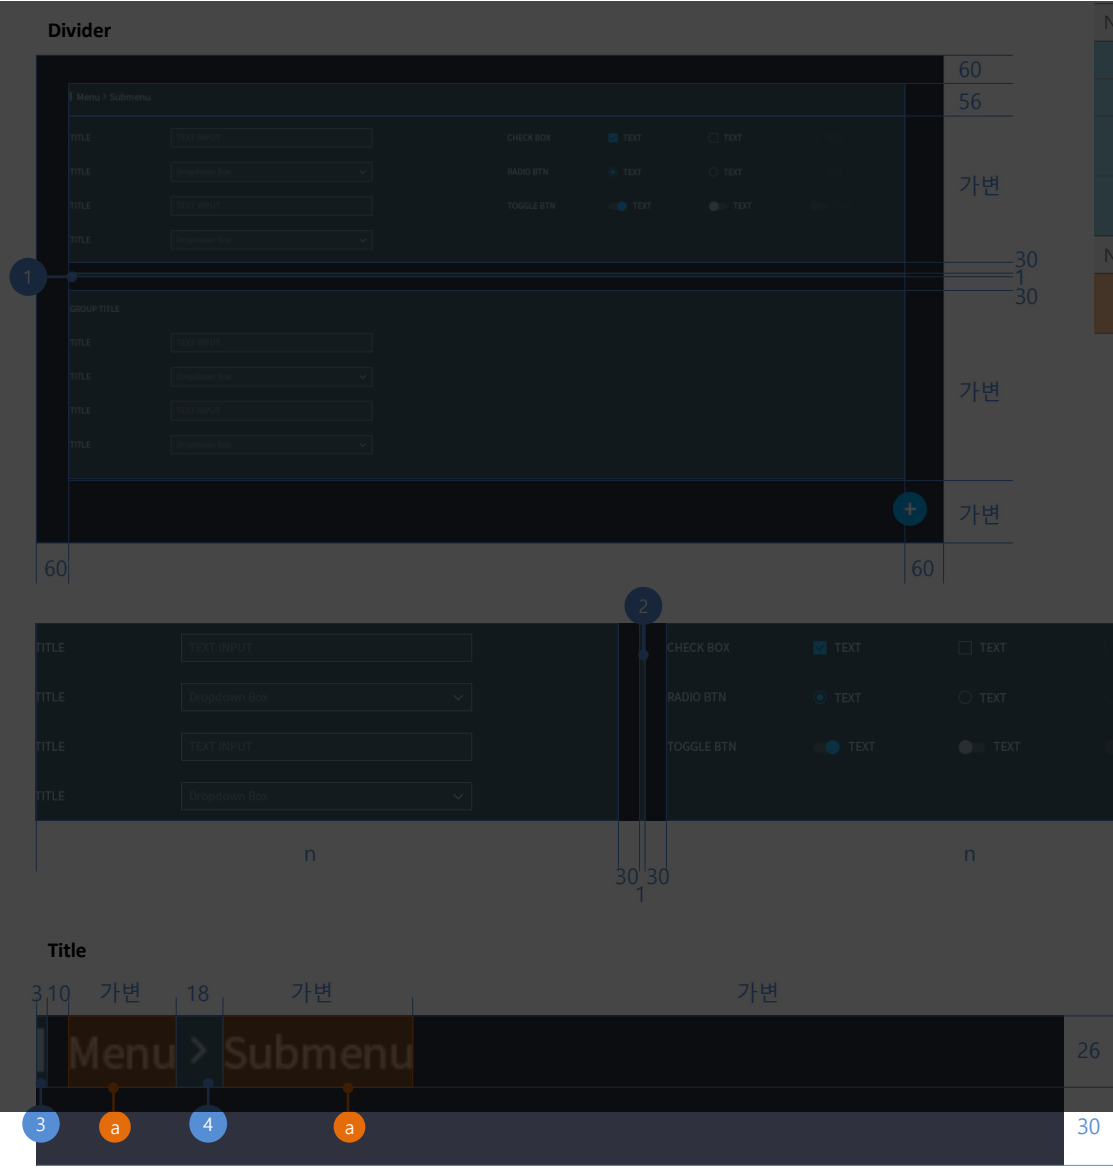 Divider
60
Menu > Submenu
56
TITLE TEXT INPUT CHECK BOX TEXT TEXT
TITLE Dropdown Box RADIO BTN TEXT TEXT
가변
TITLE TEXT INPUT TOGGLE BTN TEXT TEXT
TITLE Dropdown Box
30
1
1
30
GROUP TITLE
TITLE TEXT INPUT
TITLE Dropdown Box
가변
TITLE TEXT INPUT
TITLE Dropdown Box
+ 가변
60 60
2
TITLE TEXT INPUT CHECK BOX TEXT TEXT
TITLE Dropdown Box RADIO BTN TEXT TEXT
TITLE TEXT INPUT TOGGLE BTN TEXT TEXT
TITLE Dropdown Box
n n
30 30
1
Title
3 10 가변 18 가변 가변
Menu > Submenu 26
3 a 4 a 30